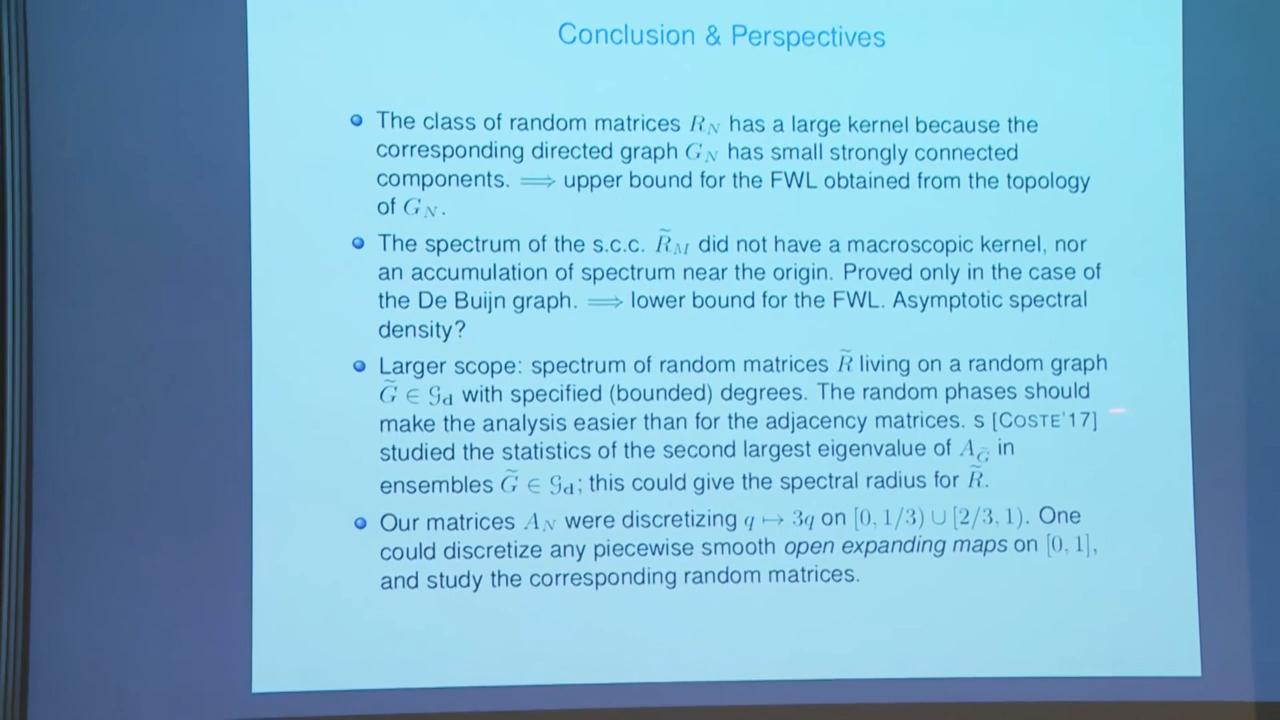 Conclusion & Perspectives
The class of random matrices R_N has a large kernel because the
corresponding directed graph G_N has small strongly connected
components. ⟹ upper bound for the FWL obtained from the topology
of G_N.
The spectrum of the s.c.c. R̃_M did not have a macroscopic kernel, nor
an accumulation of spectrum near the origin. Proved only in the case of
the De Buijn graph. ⟹ lower bound for the FWL. Asymptotic spectral
density?
Larger scope: spectrum of random matrices R̃ living on a random graph
G̃ ∈ 𝒢_d with specified (bounded) degrees. The random phases should
make the analysis easier than for the adjacency matrices. S [COSTE'17]
studied the statistics of the second largest eigenvalue of A_G̃ in
ensembles G̃ ∈ 𝒢_d; this could give the spectral radius for R̃.
Our matrices A_N were discretizing q ↦ 3q on [0, 1/3) ∪ [2/3, 1). One
could discretize any piecewise smooth open expanding maps on [0, 1],
and study the corresponding random matrices.